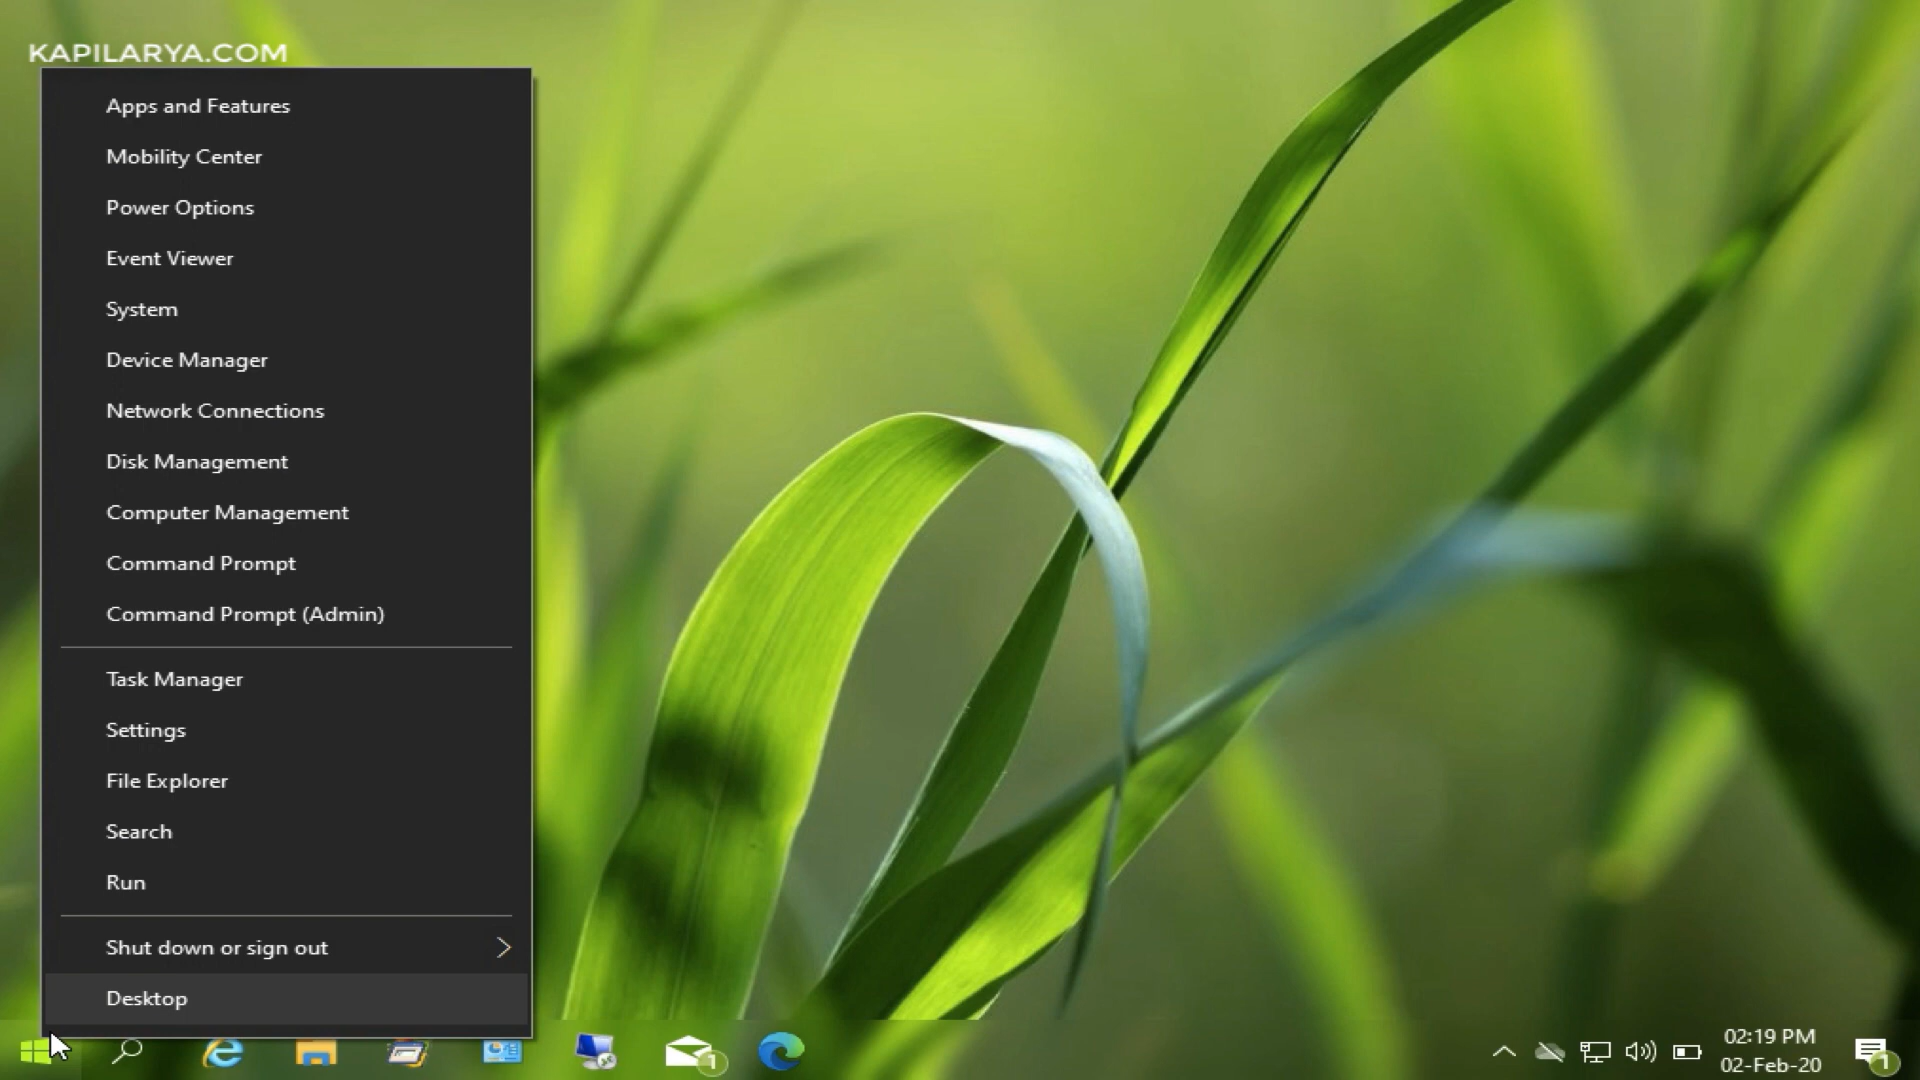 KAPILARYA.COM
Apps and Features
Mobility Center
Power Options
Event Viewer
System
Device Manager
Network Connections
Disk Management
Computer Management
Command Prompt
Command Prompt (Admin)
Task Manager
Settings
File Explorer
Search
Run
Shut down or sign out
Desktop
1
02:19 PM
02-Feb-20
1